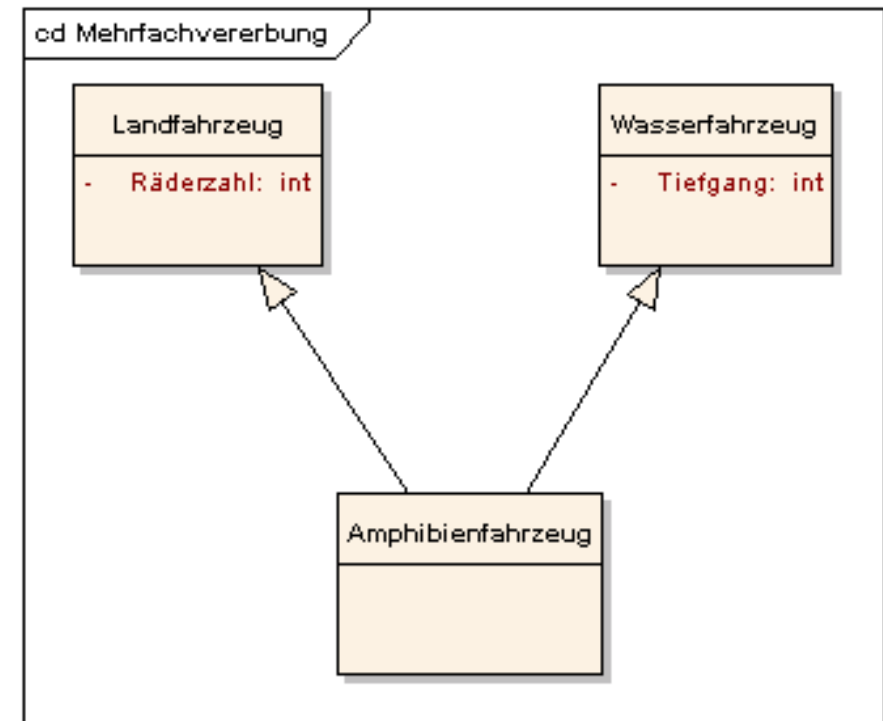 cd Mehrfachvererbung
Landfahrzeug
- Räderzahl: int
Wasserfahrzeug
- Tiefgang: int
Amphibienfahrzeug